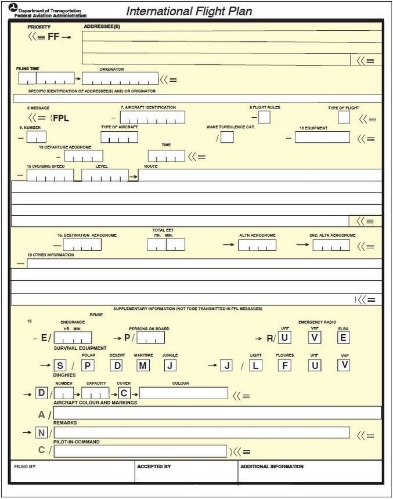 Department of Transportation
Federal Aviation Administration
International Flight Plan
PRIORITY
ADDRESSEE(S)
<<≡ FF →
<<≡
FILING TIME
ORIGINATOR
→
<<≡
SPECIFIC IDENTIFICATION OF ADDRESSEE(S) AND/OR ORIGINATOR
3 MESSAGE
7. AIRCRAFT IDENTIFICATION
8 FLIGHT RULES
TYPE OF FLIGHT
<<≡ (FPL
<<≡
9. NUMBER
TYPE OF AIRCRAFT
WAKE TURBULENCE CAT.
10 EQUIPMENT
<<≡
13 DEPARTURE AERODROME
TIME
<<≡
15 CRUISING SPEED
LEVEL
ROUTE
<<≡
16. DESTINATION AERODROME
TOTAL EET
HR. MIN.
ALTN AERODROME
2ND. ALTN AERODROME
<<≡
18 OTHER INFORMATION
<<≡
SUPPLEMENTARY INFORMATION (NOT TO BE TRANSMITTED IN FPL MESSAGES)
19
ENDURANCE
EMERGENCY RADIO
HR MIN
PERSONS ON BOARD
UHF VHF ELBA
– E/ → P/ → R/ U V E
SURVIVAL EQUIPMENT
POLAR DESERT MARITIME JUNGLE LIGHT FLOURES UHF VHF
→ S / P D M J → J / L F U V
DINGHIES
NUMBER CAPACITY COVER COLOUR
→ D / → → C → <<≡
AIRCRAFT COLOUR AND MARKINGS
A /
REMARKS
→ N / <<≡
PILOT-IN-COMMAND
C / ) <<≡
FILED BY
ACCEPTED BY
ADDITIONAL INFORMATION